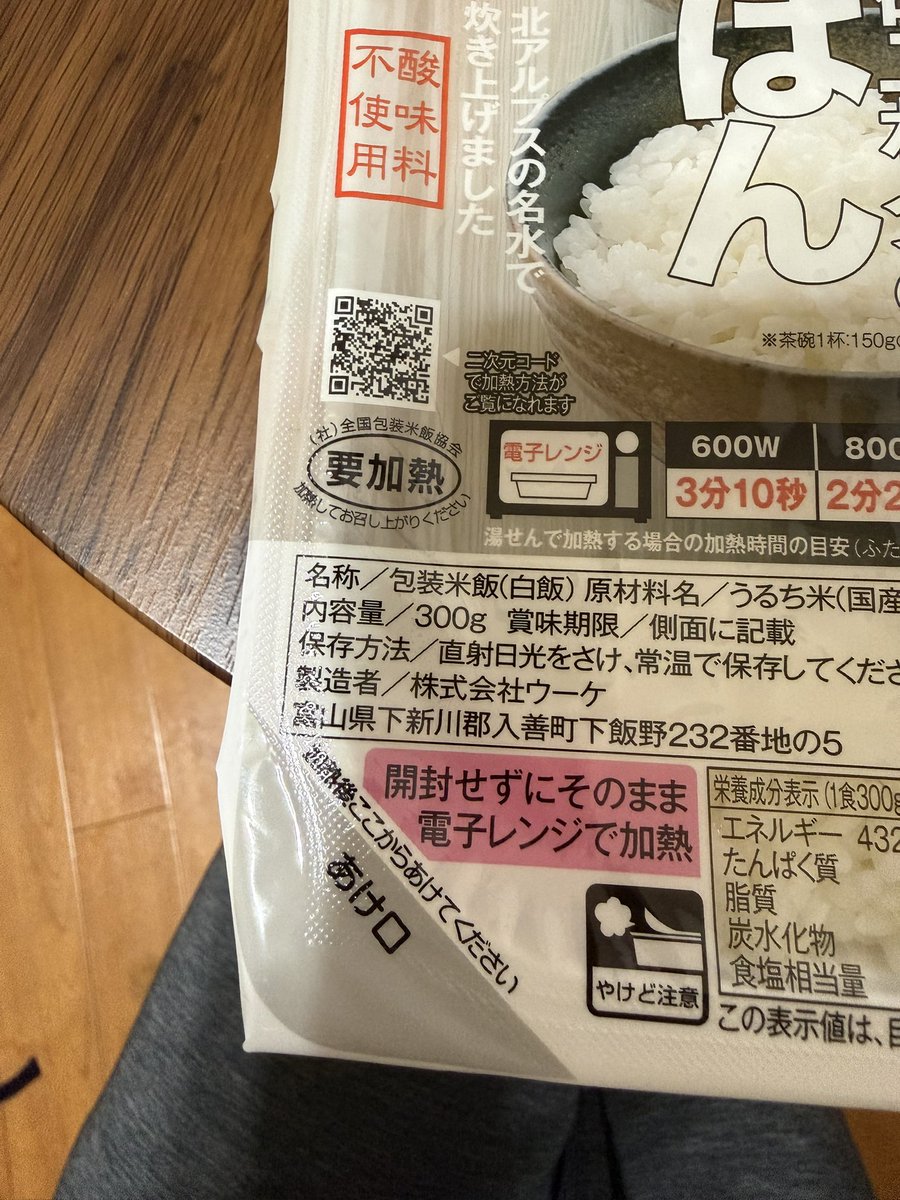 ごはん
北アルプスの名水で
炊き上げました
酸味料
不使用
※茶碗1杯:150g
二次元コード
で加熱方法が
ご覧になれます
(社)全国包装米飯協会
要加熱
加熱してお召し上がりください
電子レンジ
600W
800
3分10秒
2分2
湯せんで加熱する場合の加熱時間の目安(ふた
名称/包装米飯(白飯) 原材料名/うるち米(国産
内容量/300g 賞味期限/側面に記載
保存方法/直射日光をさけ、常温で保存してくださ
製造者/株式会社ウーケ
富山県下新川郡入善町下飯野232番地の5
開封せずにそのまま
電子レンジで加熱
加熱後ここからあけてください
あけ口
やけど注意
栄養成分表示(1食300g
エネルギー 432
たんぱく質
脂質
炭水化物
食塩相当量
この表示値は、目